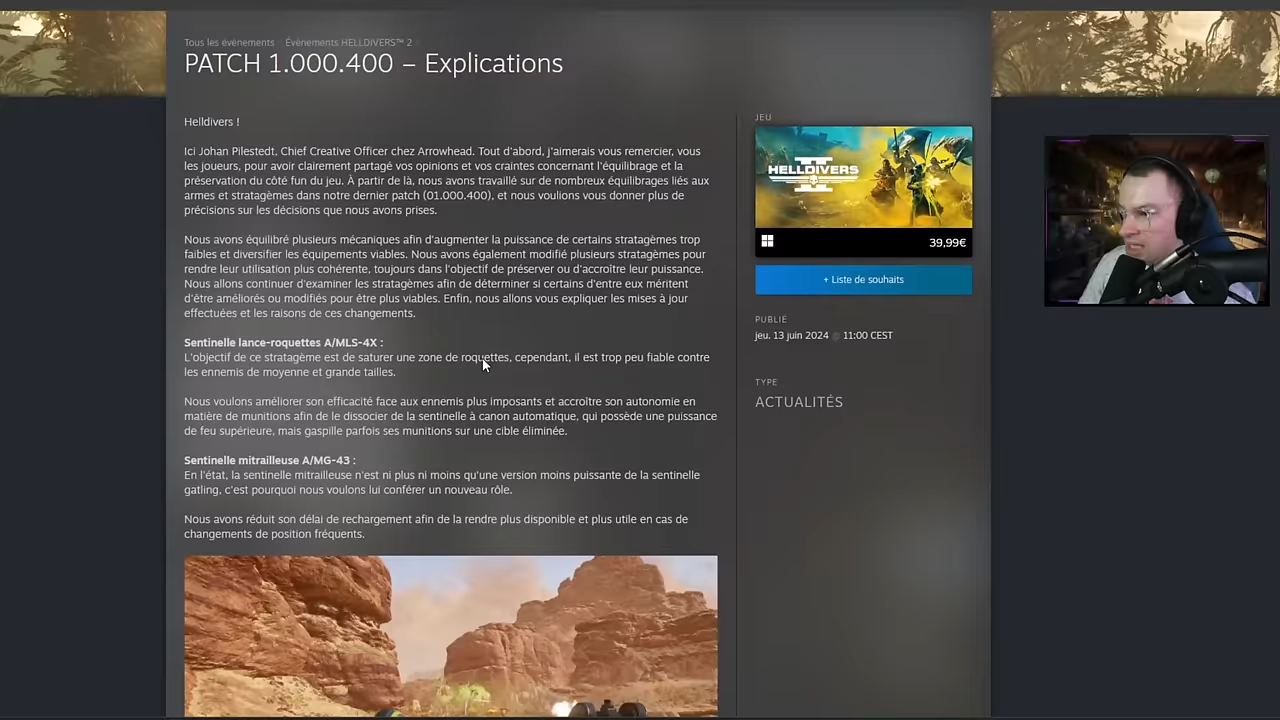 Tous les évènements Évènements HELLDIVERS™ 2
PATCH 1.000.400 – Explications
Helldivers !
Ici Johan Pilestedt, Chief Creative Officer chez Arrowhead. Tout d'abord, j'aimerais vous remercier, vous
les joueurs, pour avoir clairement partagé vos opinions et vos craintes concernant l'équilibrage et la
préservation du côté fun du jeu. À partir de là, nous avons travaillé sur de nombreux équilibrages liés aux
armes et stratagèmes dans notre dernier patch (01.000.400), et nous voulions vous donner plus de
précisions sur les décisions que nous avons prises.
Nous avons équilibré plusieurs mécaniques afin d'augmenter la puissance de certains stratagèmes trop
faibles et diversifier les équipements viables. Nous avons également modifié plusieurs stratagèmes pour
rendre leur utilisation plus cohérente, toujours dans l'objectif de préserver ou d'accroître leur puissance.
Nous allons continuer d'examiner les stratagèmes afin de déterminer si certains d'entre eux méritent
d'être améliorés ou modifiés pour être plus viables. Enfin, nous allons vous expliquer les mises à jour
effectuées et les raisons de ces changements.
Sentinelle lance-roquettes A/MLS-4X :
L'objectif de ce stratagème est de saturer une zone de roquettes, cependant, il est trop peu fiable contre
les ennemis de moyenne et grande tailles.
Nous voulons améliorer son efficacité face aux ennemis plus imposants et accroître son autonomie en
matière de munitions afin de le dissocier de la sentinelle à canon automatique, qui possède une puissance
de feu supérieure, mais gaspille parfois ses munitions sur une cible éliminée.
Sentinelle mitrailleuse A/MG-43 :
En l'état, la sentinelle mitrailleuse n'est ni plus ni moins qu'une version moins puissante de la sentinelle
gatling, c'est pourquoi nous voulons lui conférer un nouveau rôle.
Nous avons réduit son délai de rechargement afin de la rendre plus disponible et plus utile en cas de
changements de position fréquents.
JEU
HELLDIVERS II
39,99€
+ Liste de souhaits
PUBLIÉ
jeu. 13 juin 2024 @ 11:00 CEST
TYPE
ACTUALITÉS